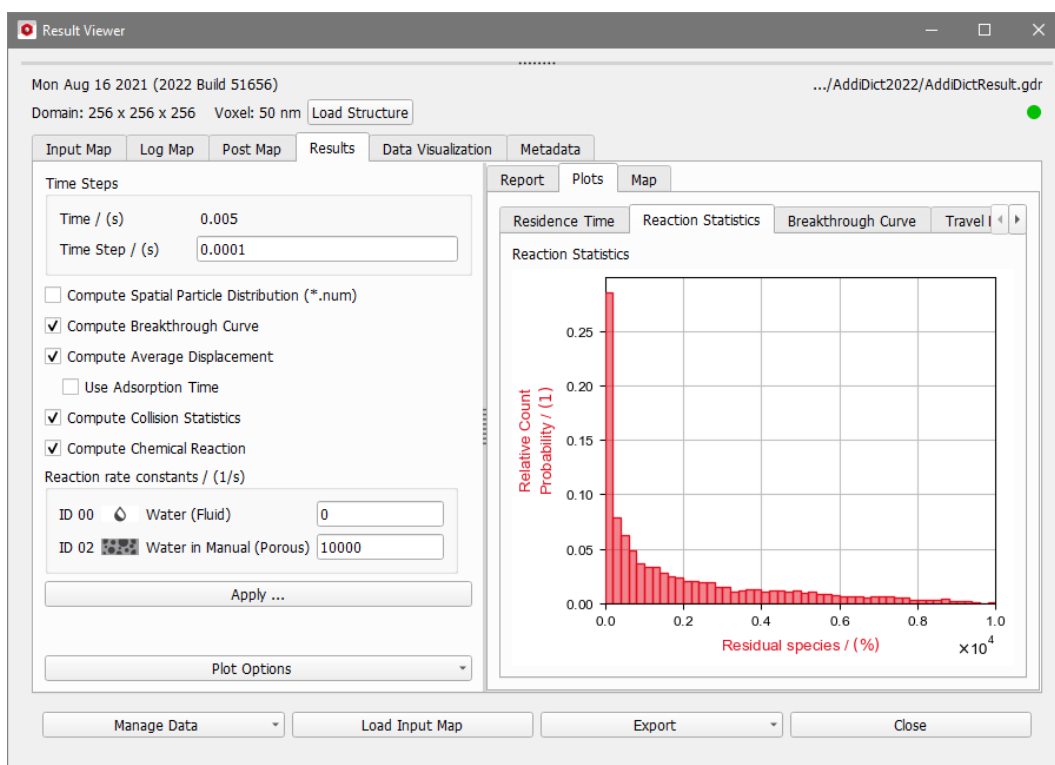 Result Viewer
Mon Aug 16 2021 (2022 Build 51656)
.../AddiDict2022/AddiDictResult.gdr
Domain: 256 x 256 x 256 Voxel: 50 nm Load Structure
Input Map Log Map Post Map Results Data Visualization Metadata
Time Steps
Time / (s) 0.005
Time Step / (s) 0.0001
Compute Spatial Particle Distribution (*.num)
Compute Breakthrough Curve
Compute Average Displacement
Use Adsorption Time
Compute Collision Statistics
Compute Chemical Reaction
Reaction rate constants / (1/s)
ID 00 Water (Fluid) 0
ID 02 Water in Manual (Porous) 10000
Apply ...
Plot Options
Report Plots Map
Residence Time Reaction Statistics Breakthrough Curve Travel
Reaction Statistics
Relative Count
Probability / (1)
0.25
0.20
0.15
0.10
0.05
0.00
0.0 0.2 0.4 0.6 0.8 1.0
Residual species / (%)
×10⁴
Manage Data Load Input Map Export Close